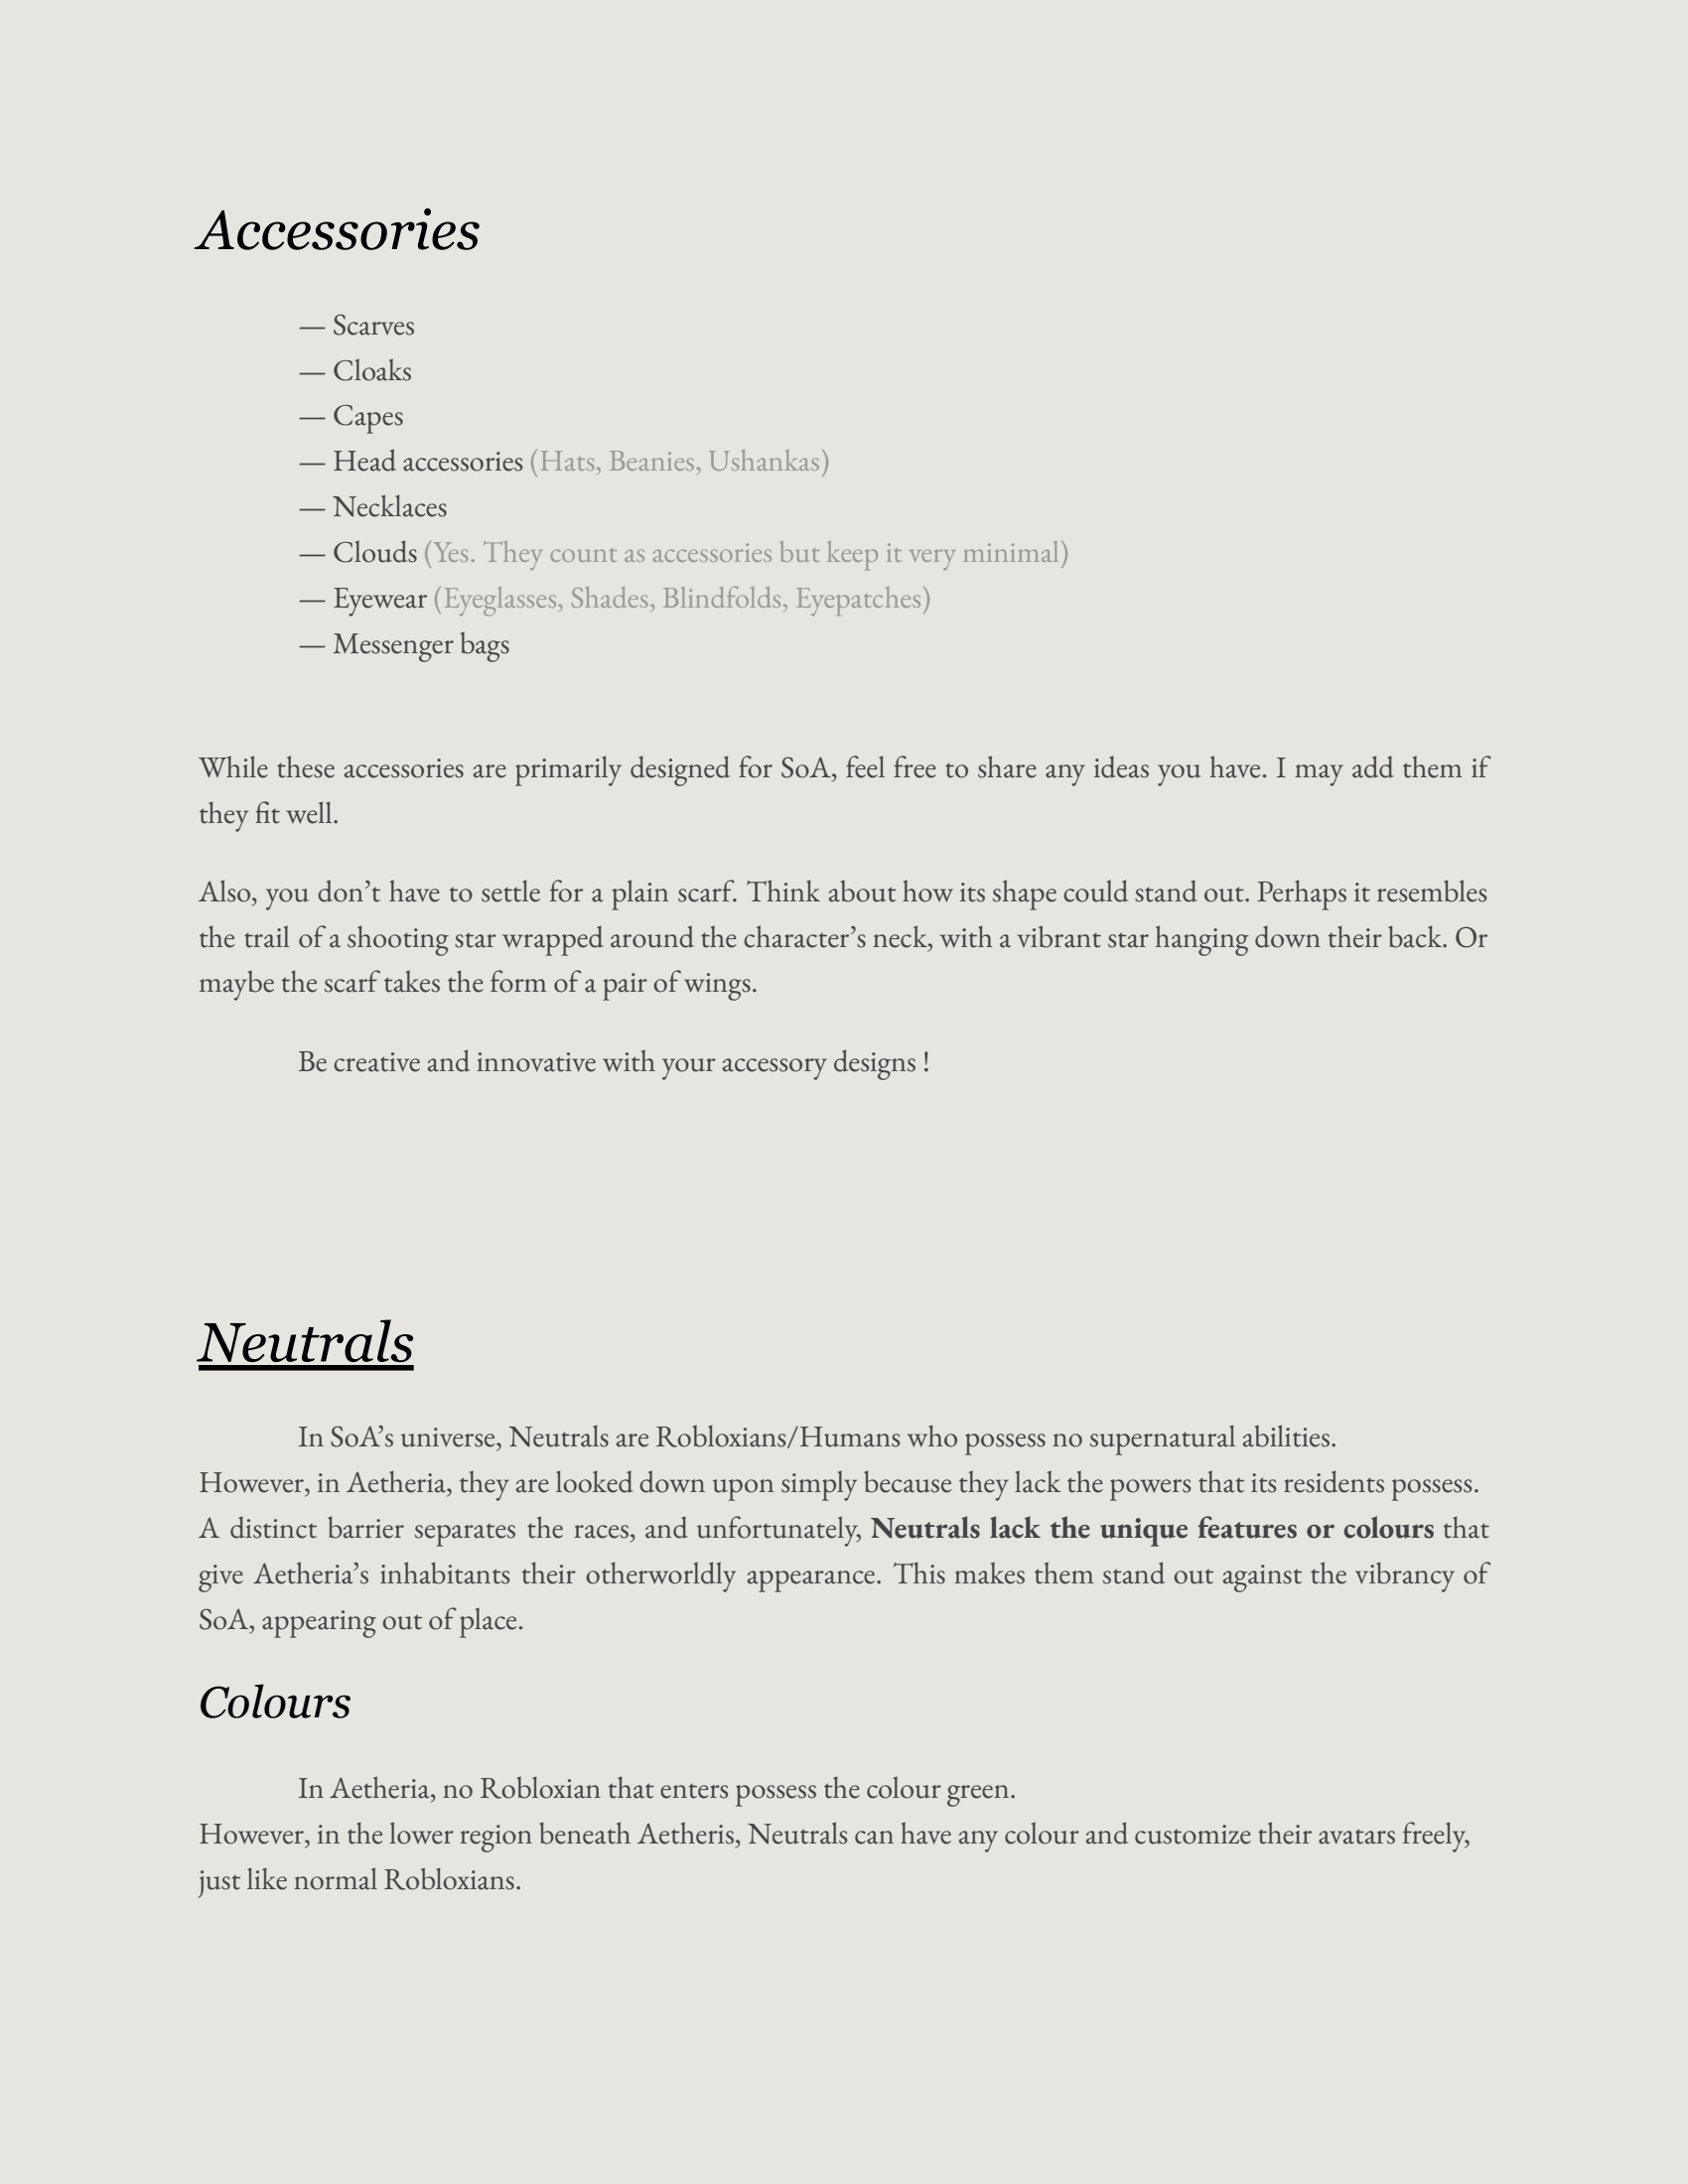 Accessories
— Scarves
— Cloaks
— Capes
— Head accessories (Hats, Beanies, Ushankas)
— Necklaces
— Clouds (Yes. They count as accessories but keep it very minimal)
— Eyewear (Eyeglasses, Shades, Blindfolds, Eyepatches)
— Messenger bags
While these accessories are primarily designed for SoA, feel free to share any ideas you have. I may add them if
they fit well.
Also, you don’t have to settle for a plain scarf. Think about how its shape could stand out. Perhaps it resembles
the trail of a shooting star wrapped around the character’s neck, with a vibrant star hanging down their back. Or
maybe the scarf takes the form of a pair of wings.
Be creative and innovative with your accessory designs !
Neutrals
In SoA’s universe, Neutrals are Robloxians/Humans who possess no supernatural abilities.
However, in Aetheria, they are looked down upon simply because they lack the powers that its residents possess.
A distinct barrier separates the races, and unfortunately, Neutrals lack the unique features or colours that
give Aetheria’s inhabitants their otherworldly appearance. This makes them stand out against the vibrancy of
SoA, appearing out of place.
Colours
In Aetheria, no Robloxian that enters possess the colour green.
However, in the lower region beneath Aetheris, Neutrals can have any colour and customize their avatars freely,
just like normal Robloxians.